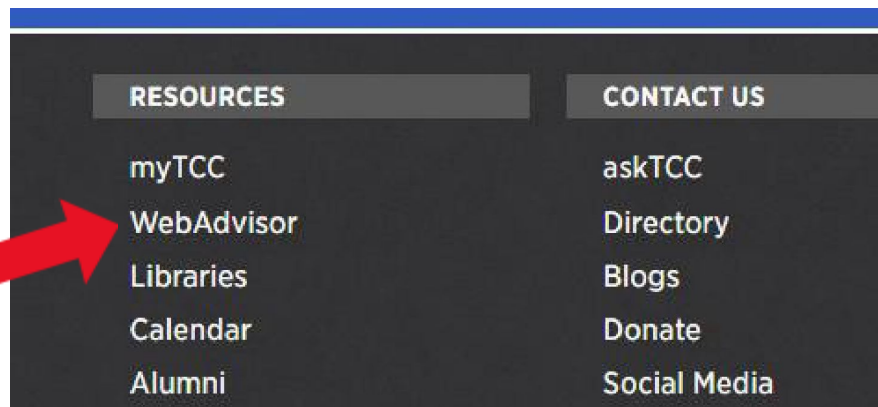 RESOURCES
myTCC
WebAdvisor
Libraries
Calendar
Alumni
CONTACT US
askTCC
Directory
Blogs
Donate
Social Media